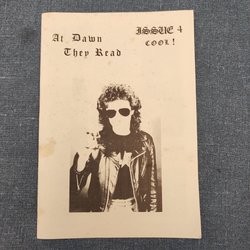 At Dawn
They Read
ISSUE 4
COOL!